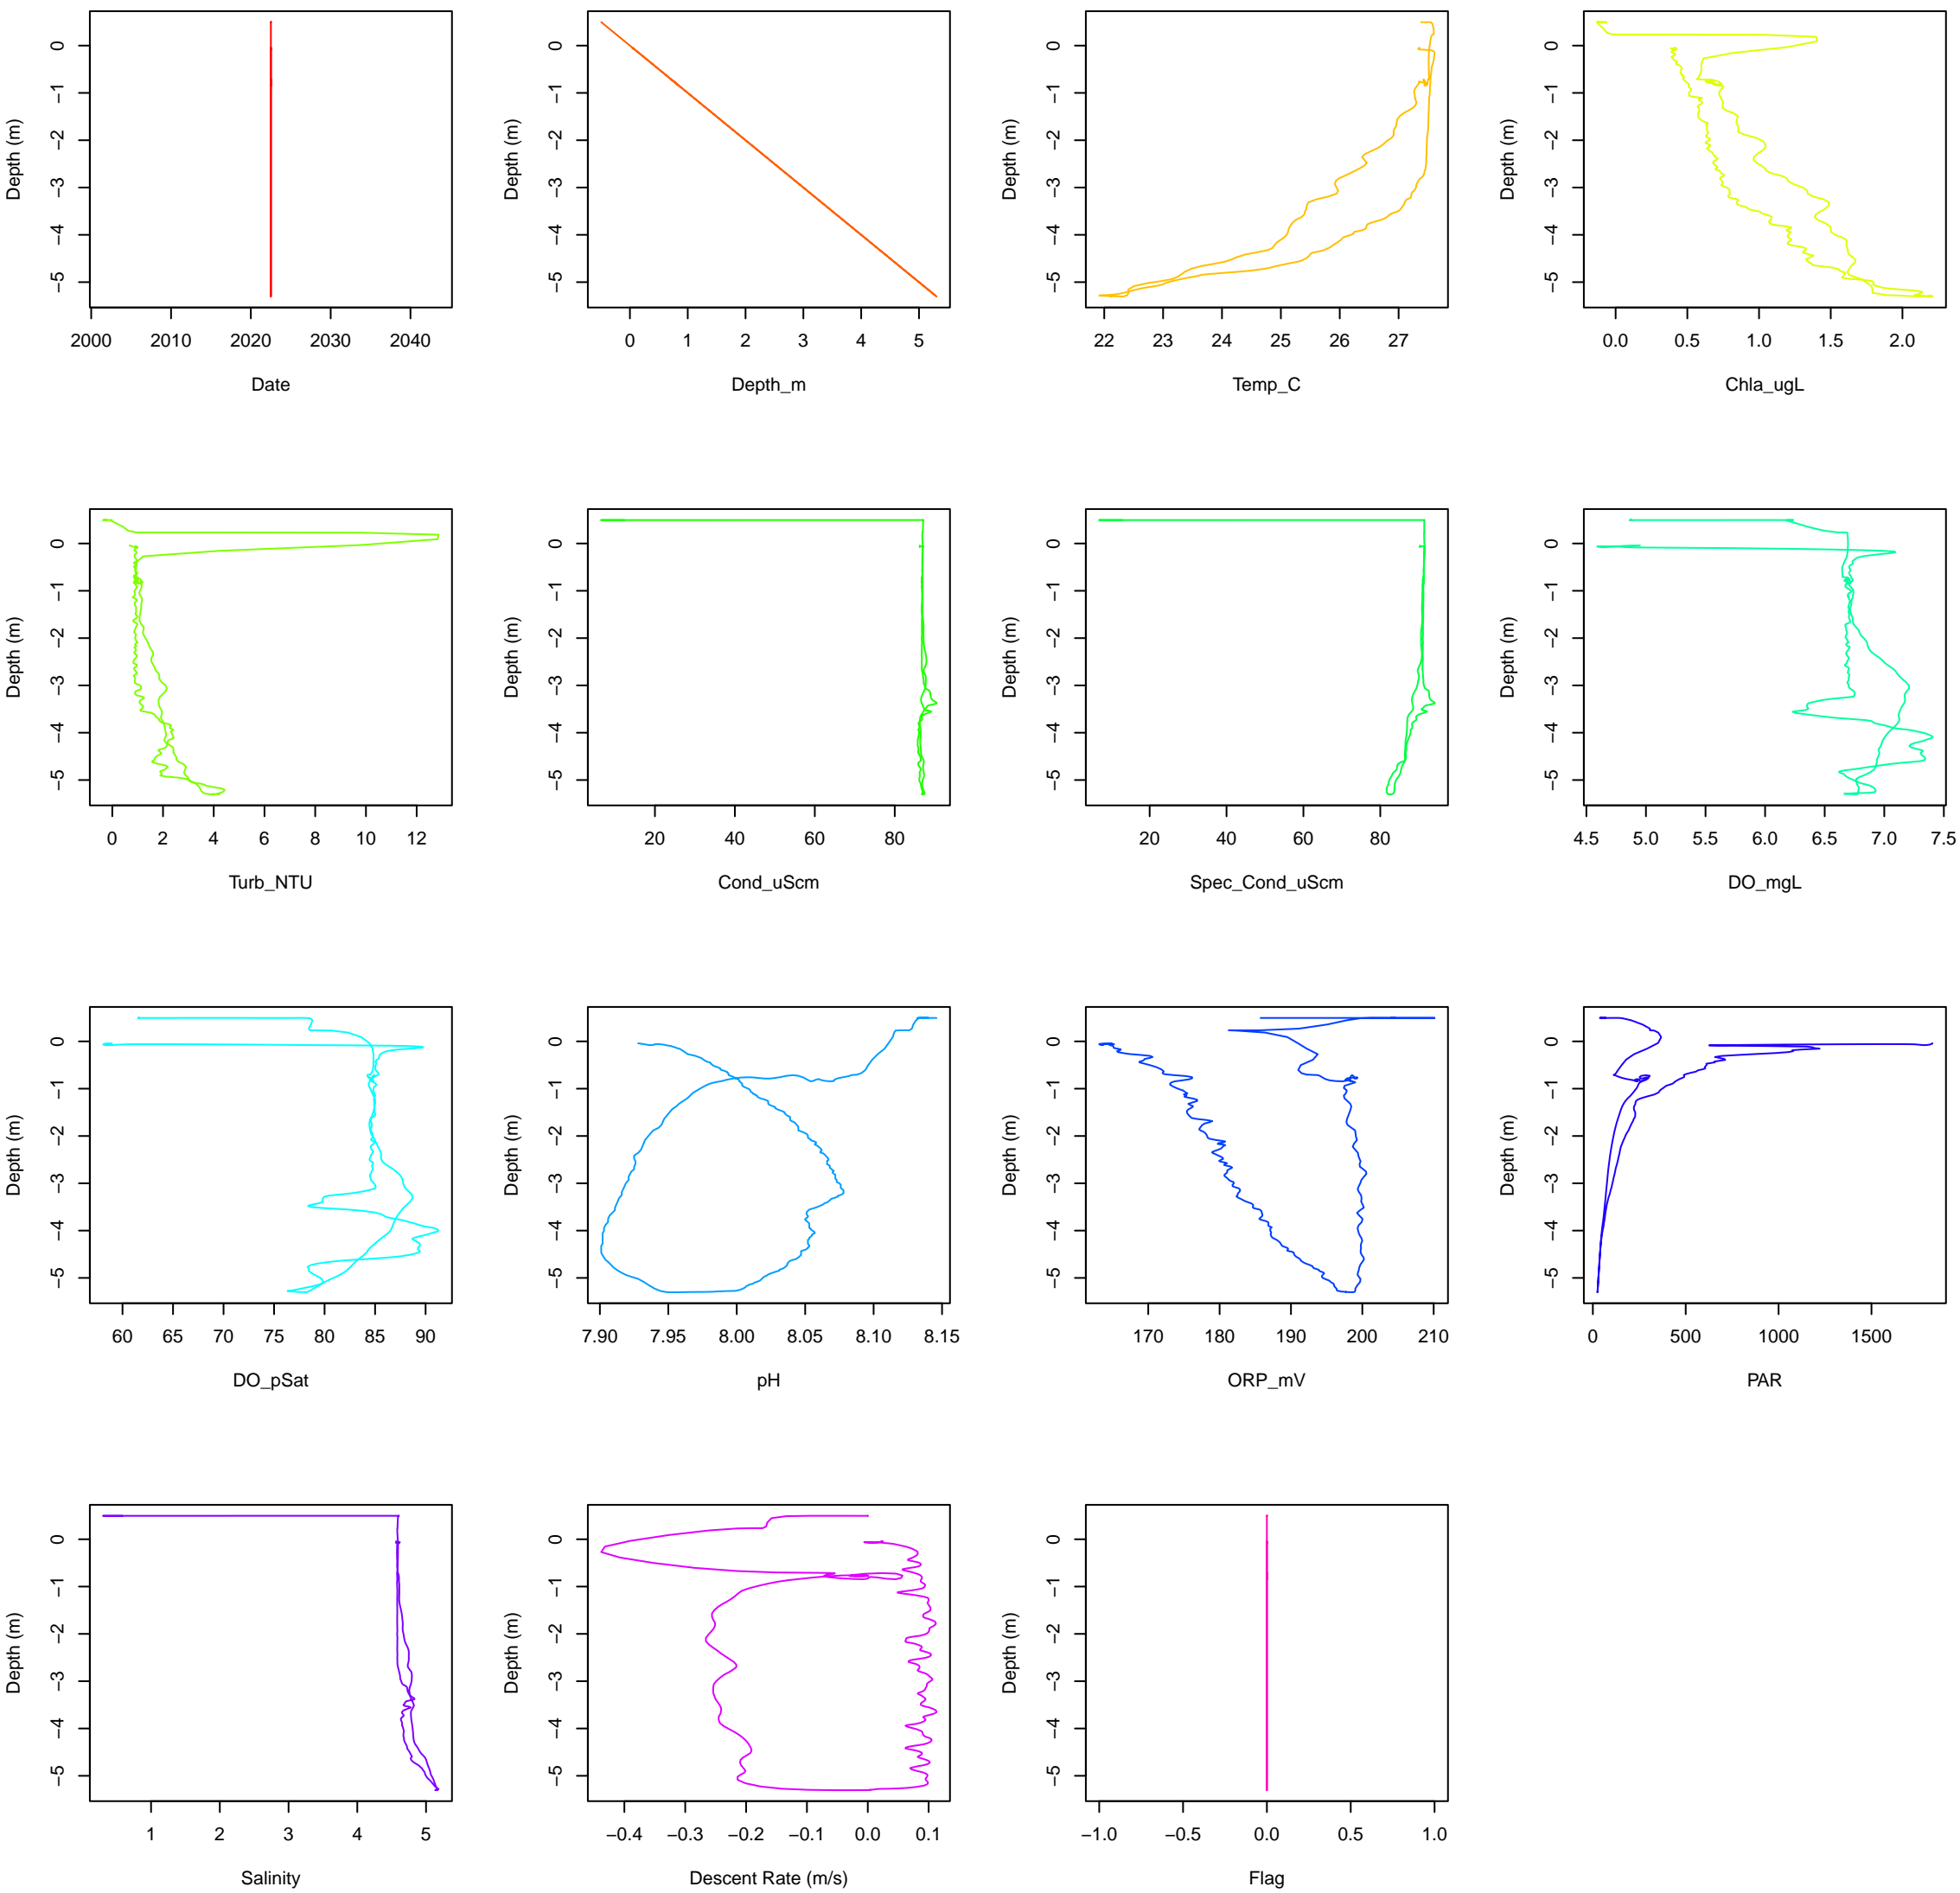 Depth (m)
0
−1
−2
−3
−4
−5
2000 2010 2020 2030 2040
Date
Depth (m)
0
−1
−2
−3
−4
−5
0 1 2 3 4 5
Depth_m
Depth (m)
0
−1
−2
−3
−4
−5
22 23 24 25 26 27
Temp_C
Depth (m)
0
−1
−2
−3
−4
−5
0.0 0.5 1.0 1.5 2.0
Chla_ugL
Depth (m)
0
−1
−2
−3
−4
−5
0 2 4 6 8 10 12
Turb_NTU
Depth (m)
0
−1
−2
−3
−4
−5
20 40 60 80
Cond_uScm
Depth (m)
0
−1
−2
−3
−4
−5
20 40 60 80
Spec_Cond_uScm
Depth (m)
0
−1
−2
−3
−4
−5
4.5 5.0 5.5 6.0 6.5 7.0 7.5
DO_mgL
Depth (m)
0
−1
−2
−3
−4
−5
60 65 70 75 80 85 90
DO_pSat
Depth (m)
0
−1
−2
−3
−4
−5
7.90 7.95 8.00 8.05 8.10 8.15
pH
Depth (m)
0
−1
−2
−3
−4
−5
170 180 190 200 210
ORP_mV
Depth (m)
0
−1
−2
−3
−4
−5
0 500 1000 1500
PAR
Depth (m)
0
−1
−2
−3
−4
−5
1 2 3 4 5
Salinity
Depth (m)
0
−1
−2
−3
−4
−5
−0.4 −0.3 −0.2 −0.1 0.0 0.1
Descent Rate (m/s)
Depth (m)
0
−1
−2
−3
−4
−5
−1.0 −0.5 0.0 0.5 1.0
Flag